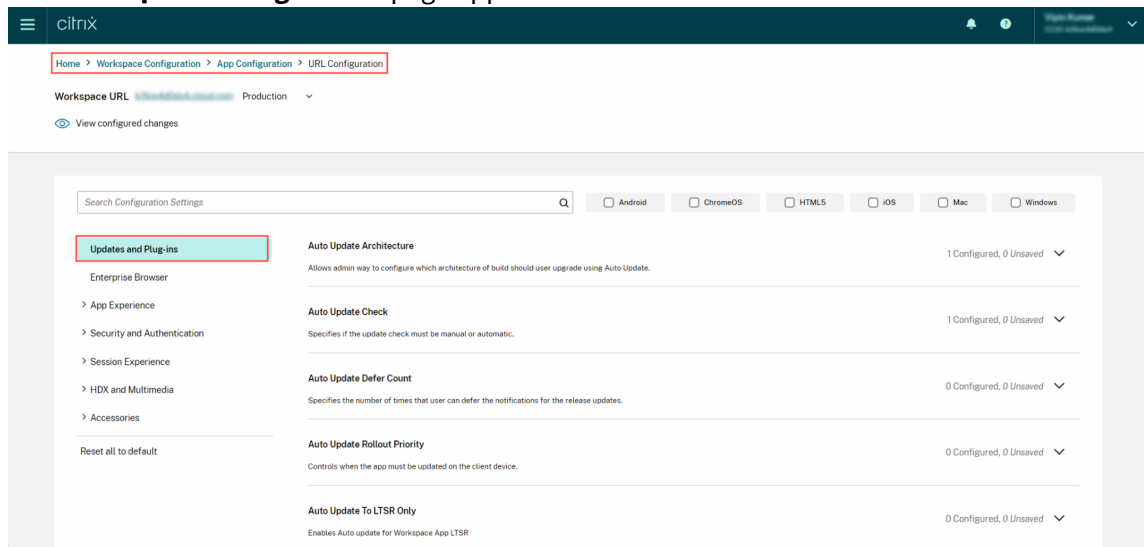 citrix
Home > Workspace Configuration > App Configuration > URL Configuration
Workspace URL Production
View configured changes
Search Configuration Settings
Android ChromeOS HTML5 iOS Mac Windows
Updates and Plug-ins
Enterprise Browser
> App Experience
> Security and Authentication
> Session Experience
> HDX and Multimedia
> Accessories
Reset all to default
Auto Update Architecture
1 Configured, 0 Unsaved
Allows admin way to configure which architecture of build should user upgrade using Auto Update.
Auto Update Check
1 Configured, 0 Unsaved
Specifies if the update check must be manual or automatic.
Auto Update Defer Count
0 Configured, 0 Unsaved
Specifies the number of times that user can defer the notifications for the release updates.
Auto Update Rollout Priority
0 Configured, 0 Unsaved
Controls when the app must be updated on the client device.
Auto Update To LTSR Only
0 Configured, 0 Unsaved
Enables Auto update for Workspace App LTSR